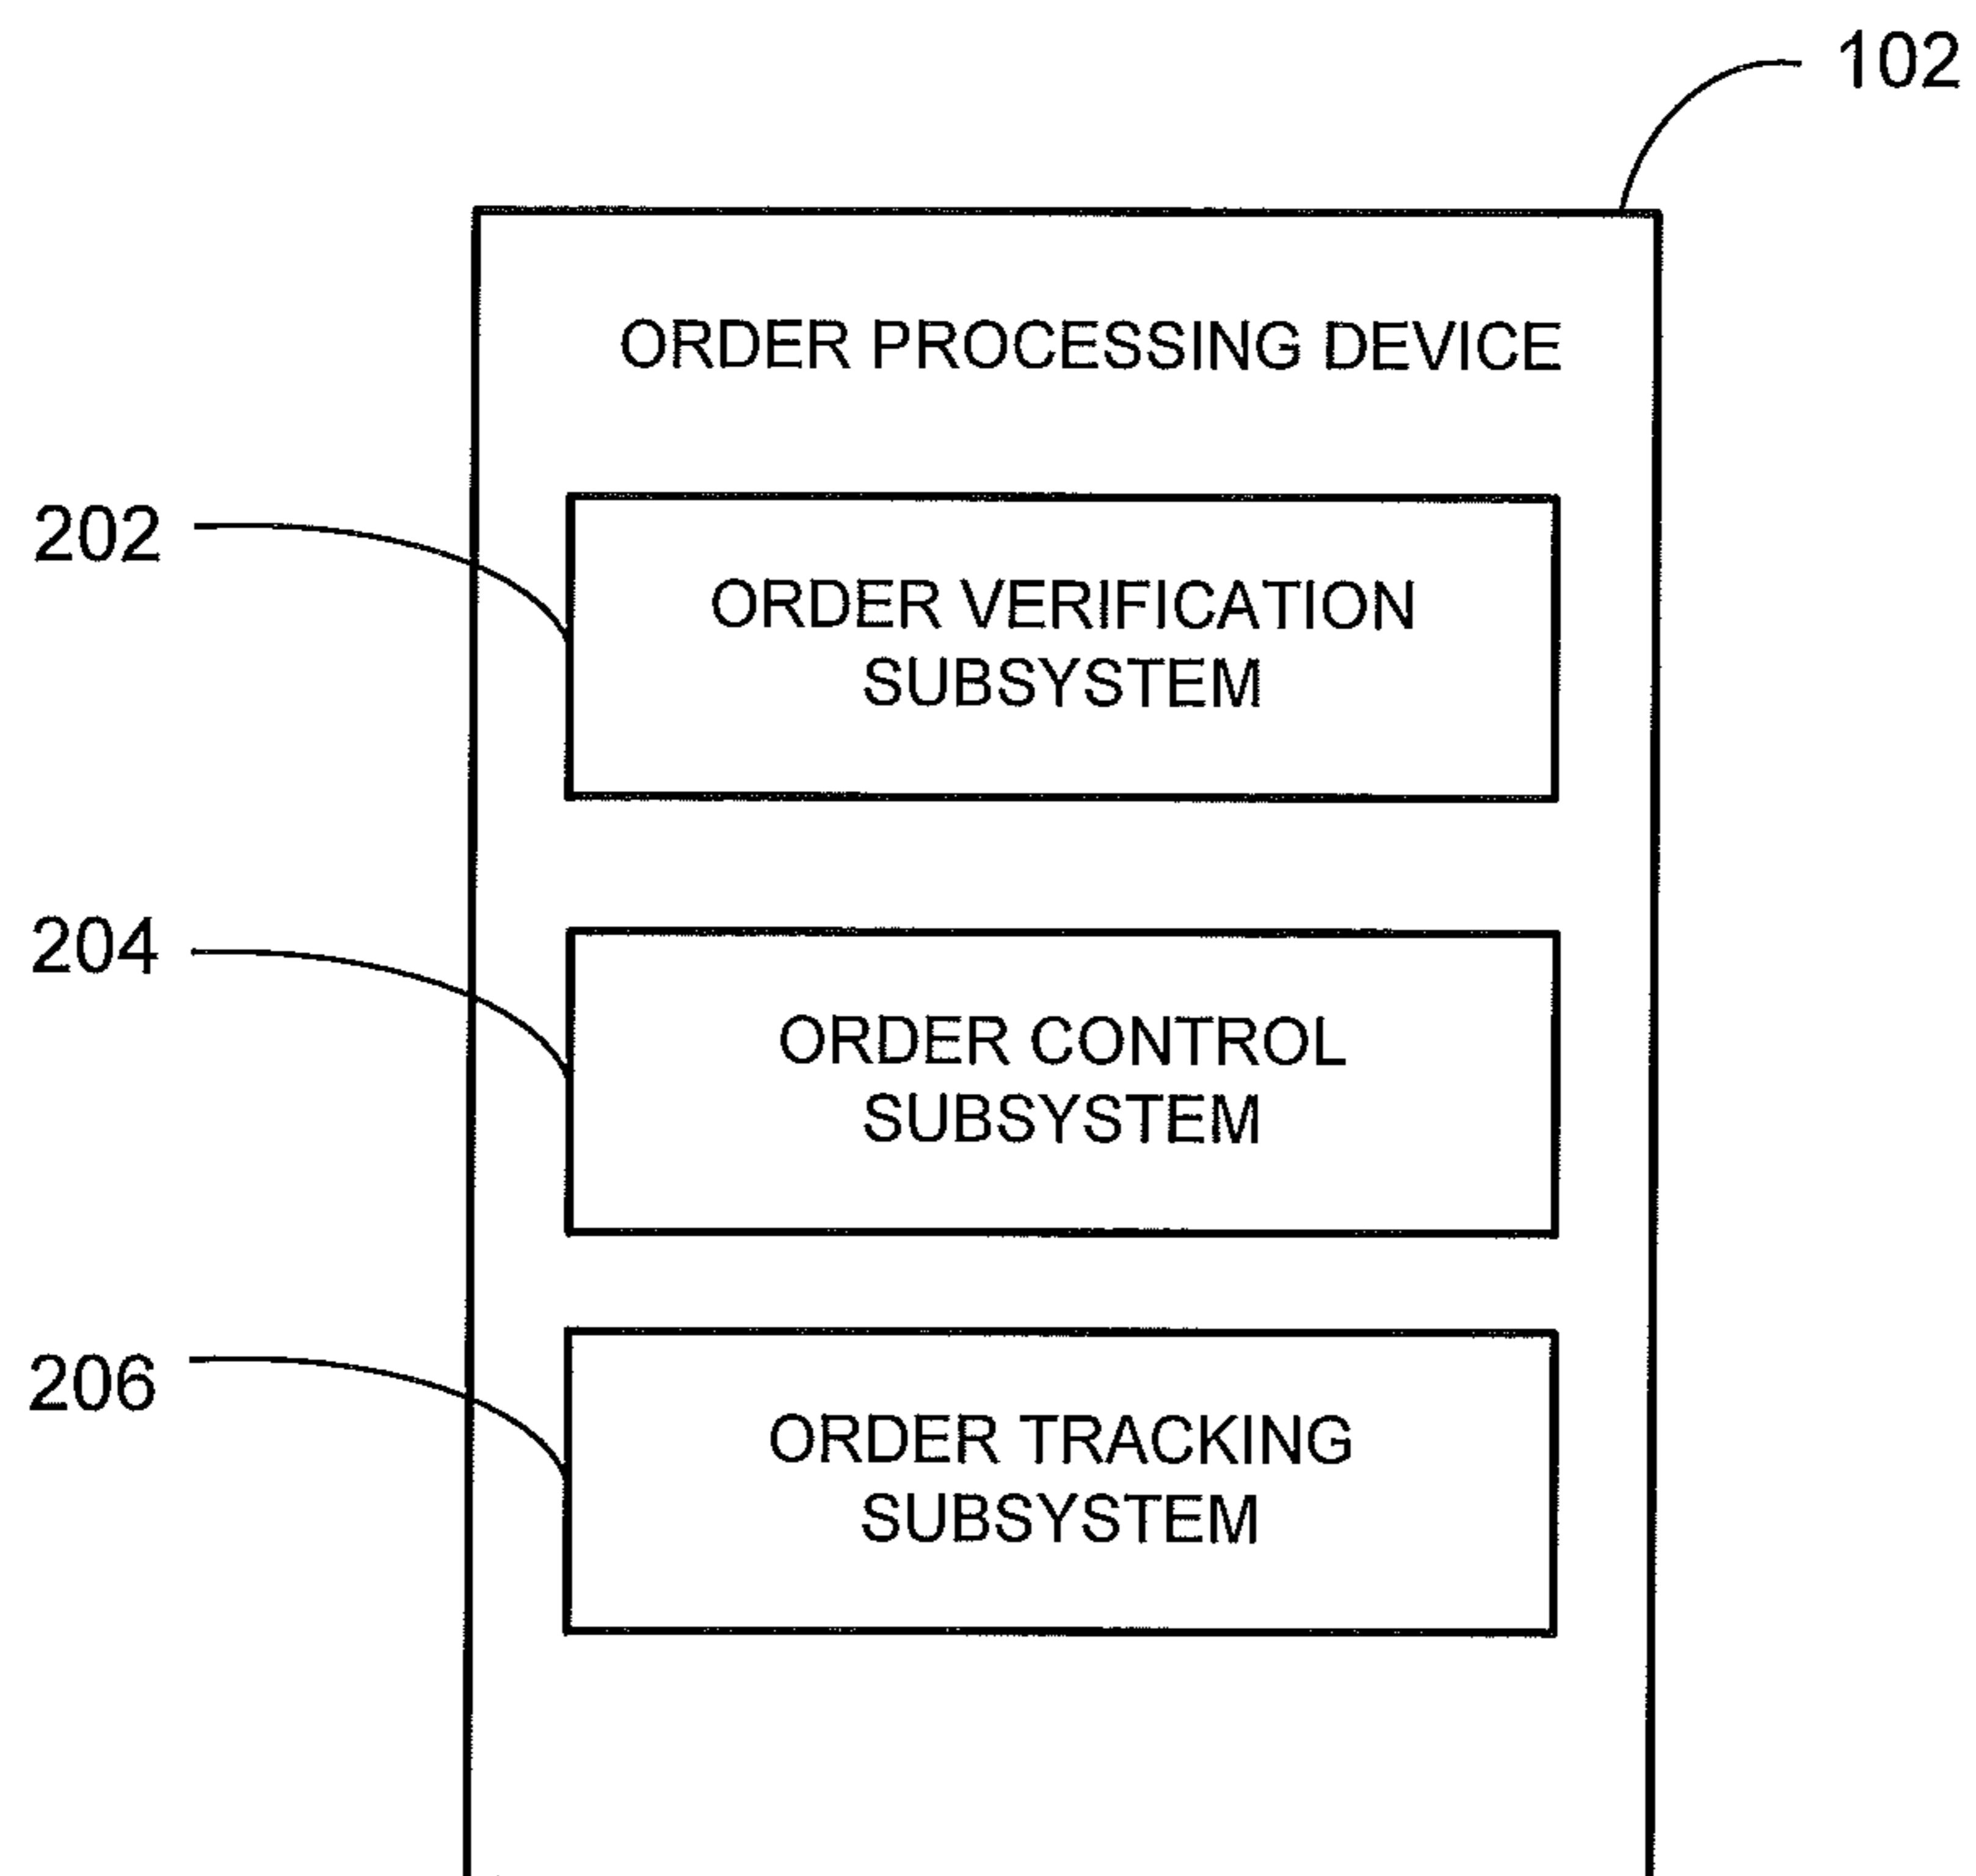 102
ORDER PROCESSING DEVICE
202
ORDER VERIFICATION
SUBSYSTEM
204
ORDER CONTROL
SUBSYSTEM
206
ORDER TRACKING
SUBSYSTEM